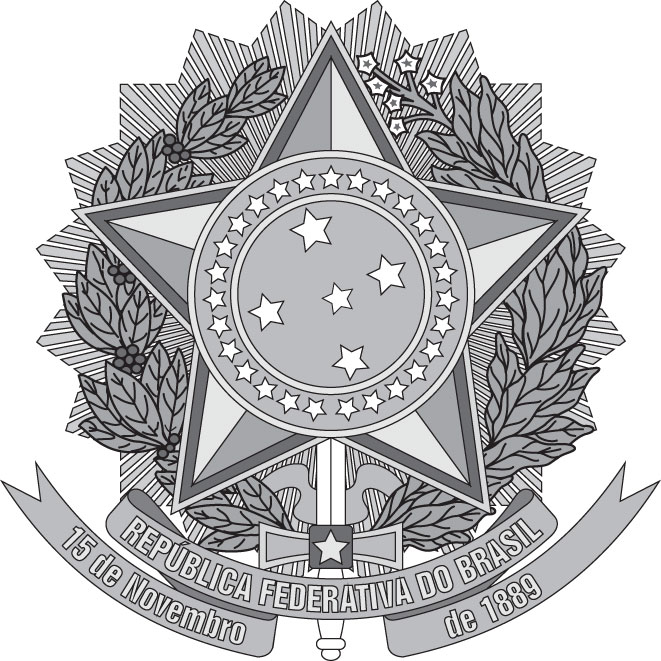 REPÚBLICA FEDERATIVA DO BRASIL
15 de Novembro de 1889